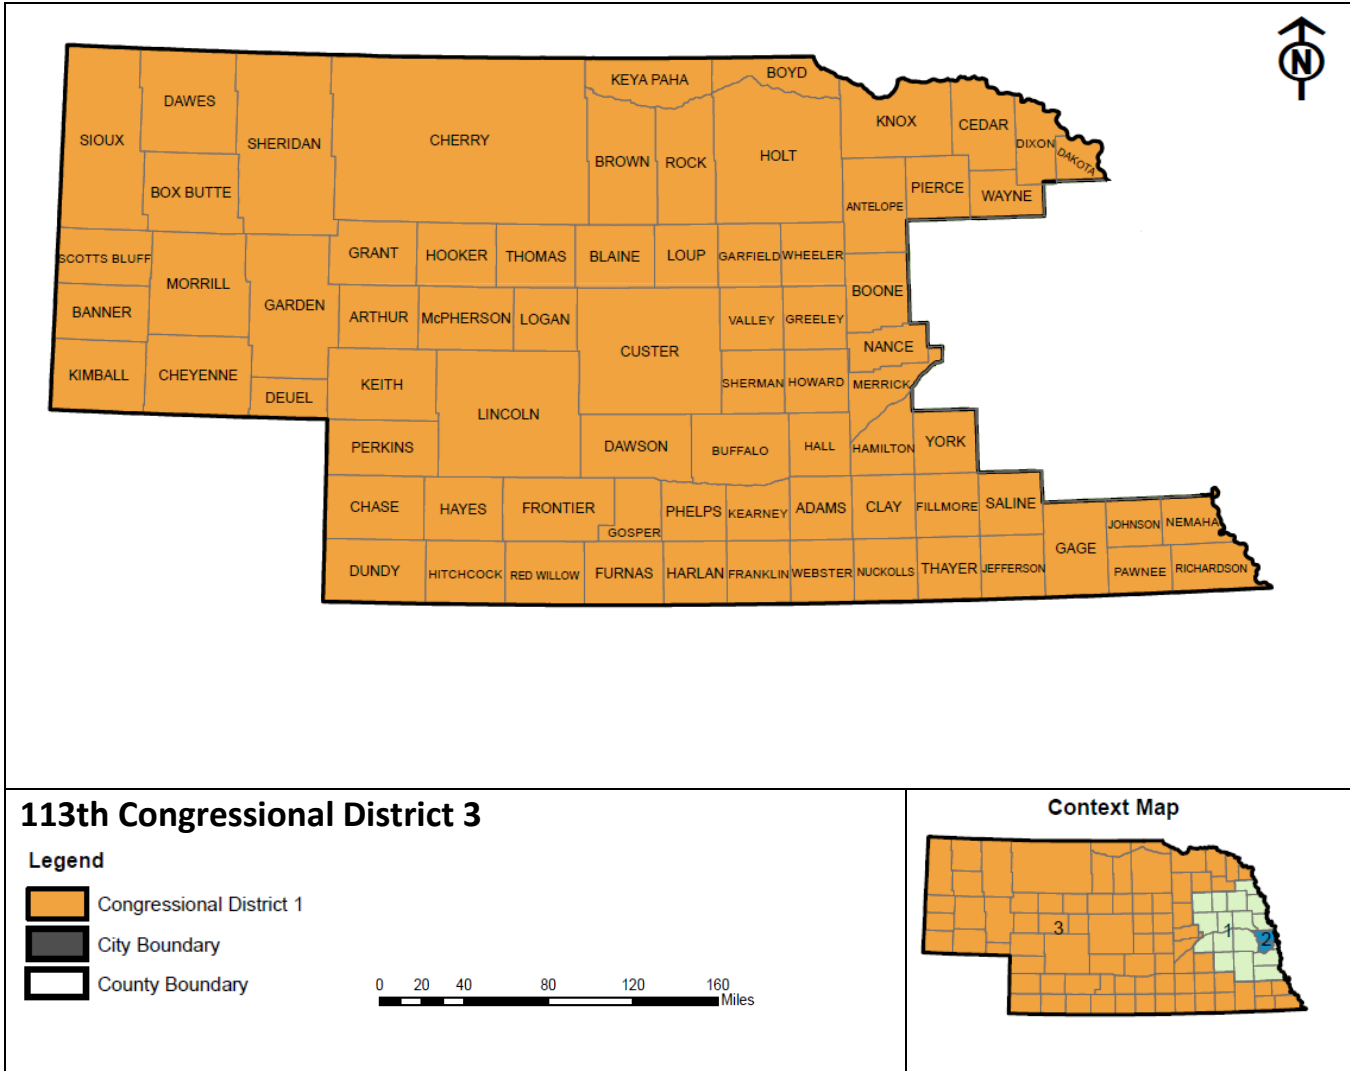 N
KEYA PAHA
BOYD
DAWES
SIOUX
SHERIDAN
CHERRY
KNOX
CEDAR
DIXON
DAKOTA
BROWN
ROCK
HOLT
BOX BUTTE
PIERCE
WAYNE
ANTELOPE
SCOTTS BLUFF
MORRILL
GRANT
HOOKER
THOMAS
BLAINE
LOUP
GARFIELD
WHEELER
BOONE
BANNER
GARDEN
ARTHUR
McPHERSON
LOGAN
CUSTER
VALLEY
GREELEY
NANCE
KIMBALL
CHEYENNE
DEUEL
KEITH
LINCOLN
SHERMAN
HOWARD
MERRICK
PERKINS
DAWSON
BUFFALO
HALL
HAMILTON
YORK
CHASE
HAYES
FRONTIER
GOSPER
PHELPS
KEARNEY
ADAMS
CLAY
FILLMORE
SALINE
GAGE
JOHNSON
NEMAHA
DUNDY
HITCHCOCK
RED WILLOW
FURNAS
HARLAN
FRANKLIN
WEBSTER
NUCKOLLS
THAYER
JEFFERSON
PAWNEE
RICHARDSON
113th Congressional District 3
Legend
Congressional District 1
City Boundary
County Boundary
0 20 40 80 120 160
Miles
Context Map
3
1
2